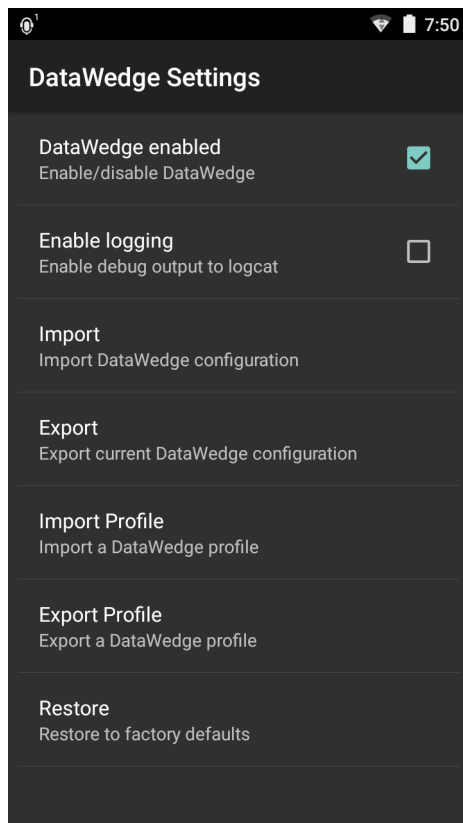 1
7:50
DataWedge Settings
DataWedge enabled
Enable/disable DataWedge
Enable logging
Enable debug output to logcat
Import
Import DataWedge configuration
Export
Export current DataWedge configuration
Import Profile
Import a DataWedge profile
Export Profile
Export a DataWedge profile
Restore
Restore to factory defaults